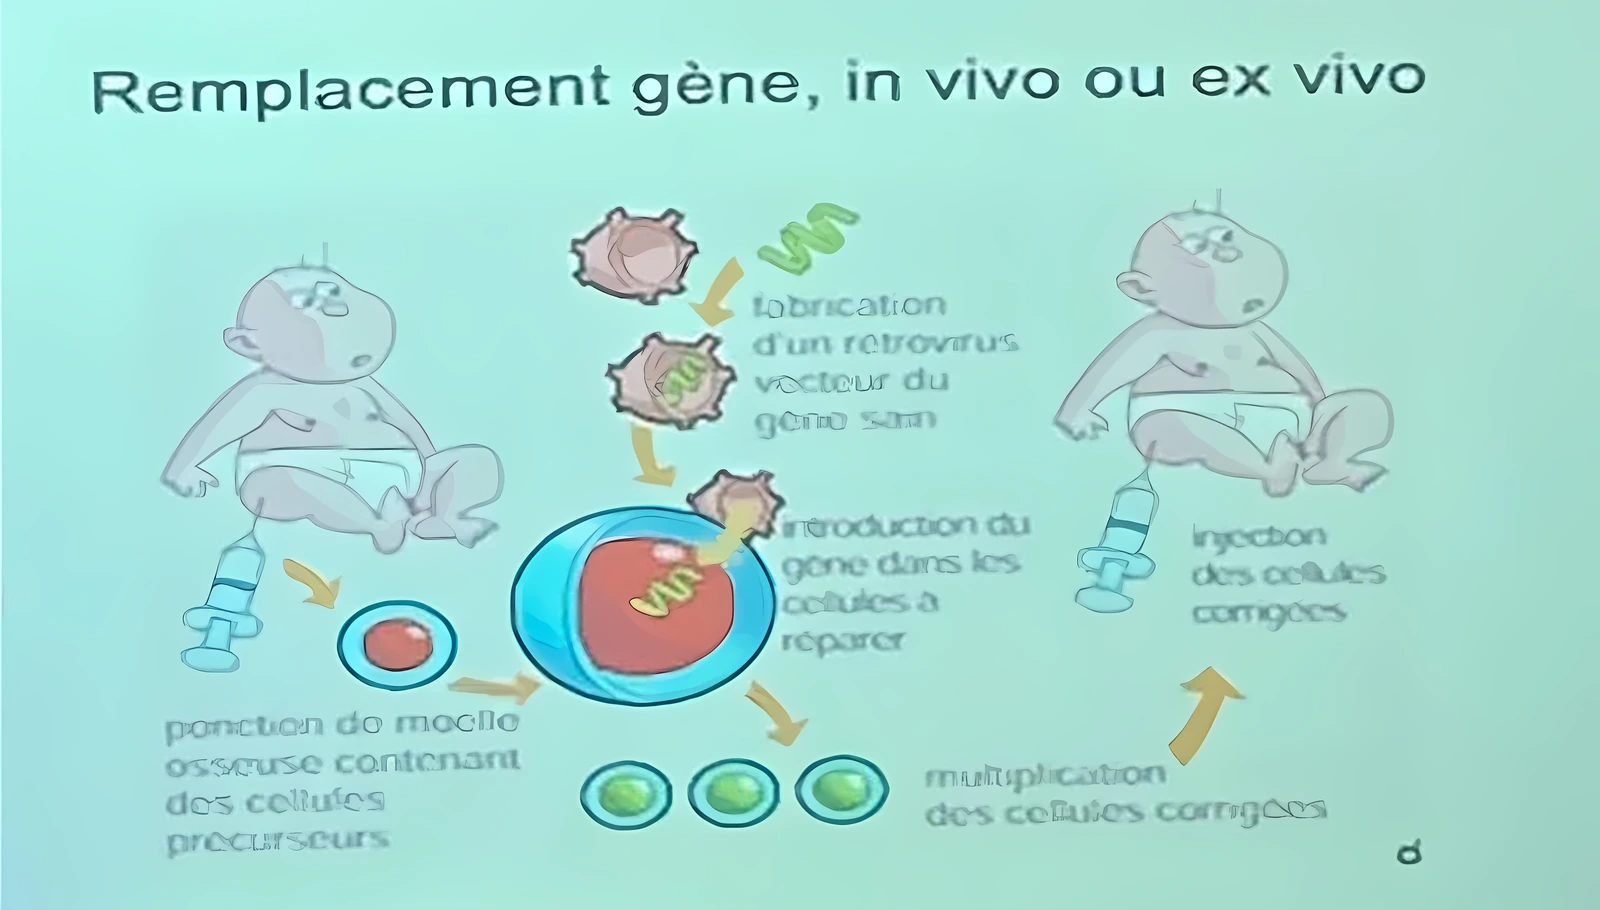 Remplacement gène, in vivo ou ex vivo
fabrication
d'un rétrovirus
vecteur du
gène sain
introduction du
gène dans les
cellules à
réparer
injection
des cellules
corrigées
ponction de moelle
osseuse contenant
des cellules
précurseurs
multiplication
des cellules corrigées